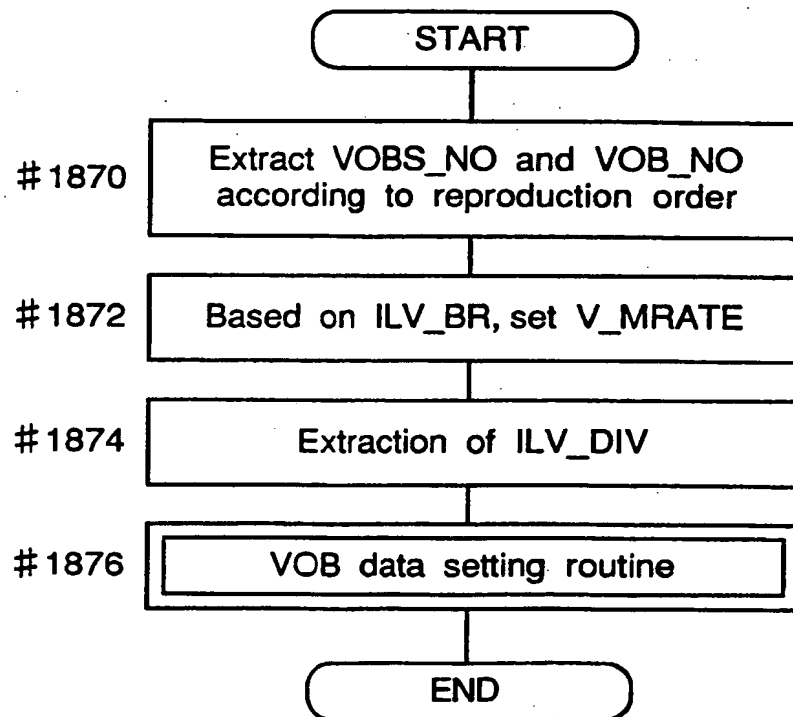 START
#1870
Extract VOBS_NO and VOB_NO
according to reproduction order
#1872
Based on ILV_BR, set V_MRATE
#1874
Extraction of ILV_DIV
#1876
VOB data setting routine
END